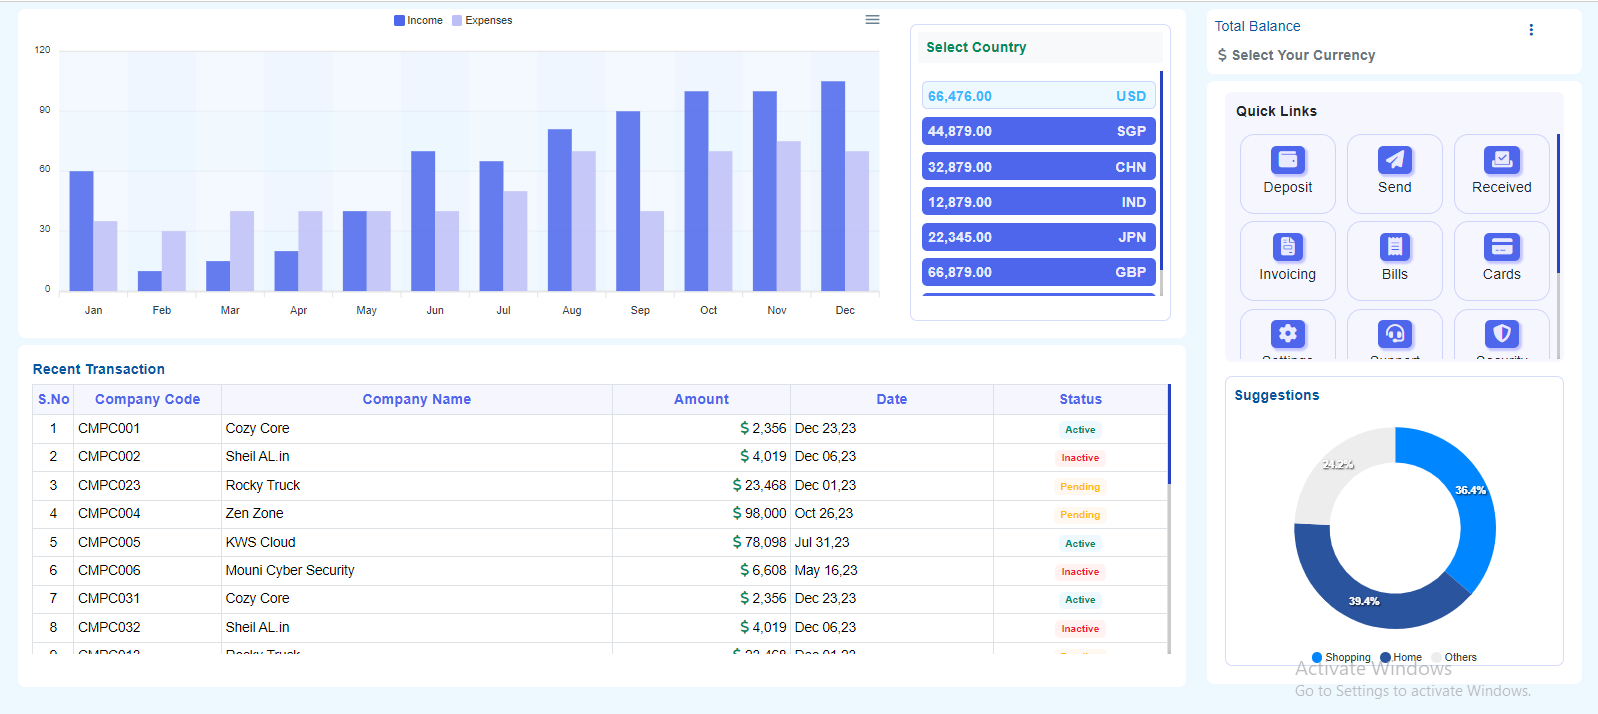 Income Expenses
120
90
60
30
0
Jan Feb Mar Apr May Jun Jul Aug Sep Oct Nov Dec
Select Country
66,476.00 USD
44,879.00 SGP
32,879.00 CHN
12,879.00 IND
22,345.00 JPN
66,879.00 GBP
Total Balance
$ Select Your Currency
Quick Links
Deposit Send Received
Invoicing Bills Cards
Settings Support Security
Recent Transaction
S.No Company Code Company Name Amount Date Status
1 CMPC001 Cozy Core $ 2,356 Dec 23,23 Active
2 CMPC002 Sheil AL.in $ 4,019 Dec 06,23 Inactive
3 CMPC023 Rocky Truck $ 23,468 Dec 01,23 Pending
4 CMPC004 Zen Zone $ 98,000 Oct 26,23 Pending
5 CMPC005 KWS Cloud $ 78,098 Jul 31,23 Active
6 CMPC006 Mouni Cyber Security $ 6,608 May 16,23 Inactive
7 CMPC031 Cozy Core $ 2,356 Dec 23,23 Active
8 CMPC032 Sheil AL.in $ 4,019 Dec 06,23 Inactive
9 Rocky Truck $ 23,468 Dec 01,23
Suggestions
24.2%
36.4%
39.4%
Shopping Home Others
Activate Windows
Go to Settings to activate Windows.